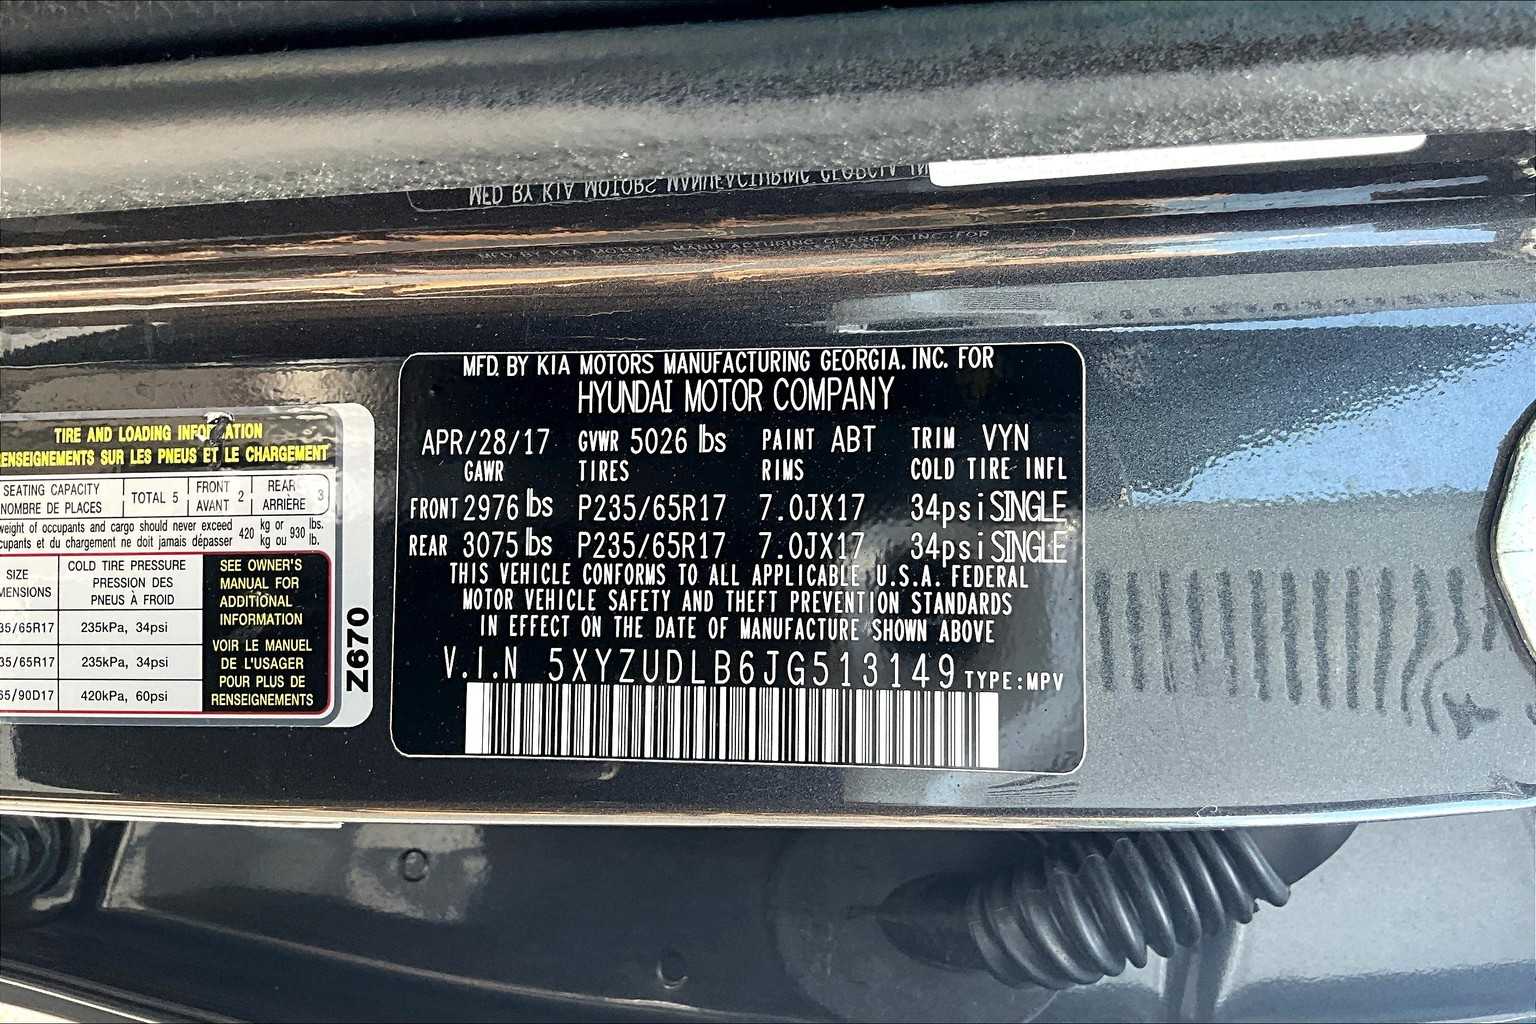 MFD. BY KIA MOTORS MANUFACTURING GEORGIA. INC. FOR
HYUNDAI MOTOR COMPANY
APR/28/17 GVWR 5026 lbs PAINT ABT TRIM VYN
GAWR TIRES RIMS COLD TIRE INFL
FRONT 2976 lbs P235/65R17 7.0JX17 34psi SINGLE
REAR 3075 lbs P235/65R17 7.0JX17 34psi SINGLE
THIS VEHICLE CONFORMS TO ALL APPLICABLE U.S.A. FEDERAL
MOTOR VEHICLE SAFETY AND THEFT PREVENTION STANDARDS
IN EFFECT ON THE DATE OF MANUFACTURE SHOWN ABOVE
V.I.N 5XYZUDLB6JG513149 TYPE:MPV
TIRE AND LOADING INFORMATION
RENSEIGNEMENTS SUR LES PNEUS ET LE CHARGEMENT
SEATING CAPACITY
NOMBRE DE PLACES
TOTAL 5
FRONT
AVANT
2
REAR
ARRIÈRE
3
weight of occupants and cargo should never exceed 420 kg or 930 lbs.
cupants et du chargement ne doit jamais dépasser kg ou lb.
SIZE
MENSIONS
COLD TIRE PRESSURE
PRESSION DES
PNEUS À FROID
35/65R17 235kPa, 34psi
35/65R17 235kPa, 34psi
65/90D17 420kPa, 60psi
SEE OWNER'S
MANUAL FOR
ADDITIONAL
INFORMATION
VOIR LE MANUEL
DE L'USAGER
POUR PLUS DE
RENSEIGNEMENTS
Z670